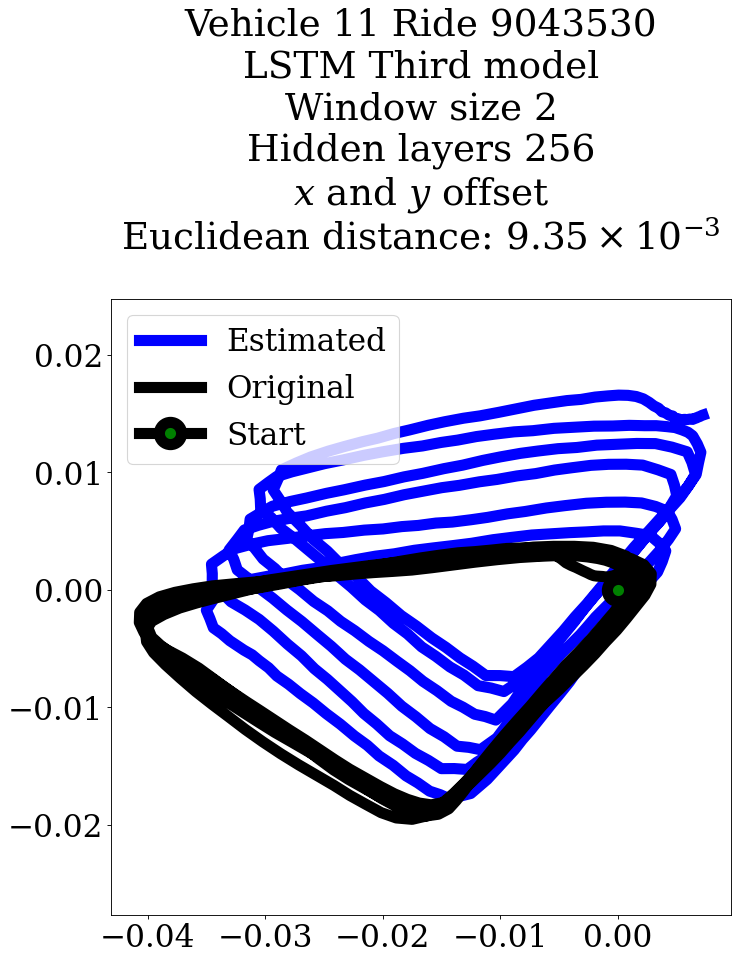 Vehicle 11 Ride 9043530
LSTM Third model
Window size 2
Hidden layers 256
x and y offset
Euclidean distance: 9.35 × 10⁻³
Estimated
Original
Start
0.02
0.01
0.00
−0.01
−0.02
−0.04 −0.03 −0.02 −0.01 0.00